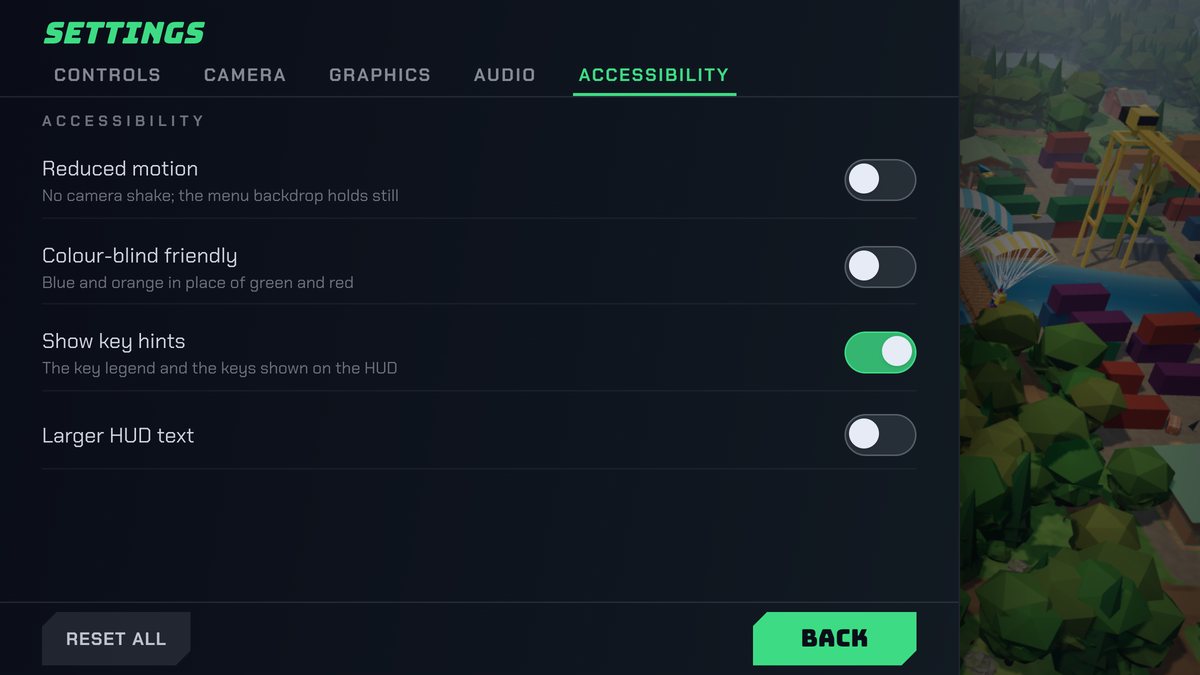 SETTINGS
CONTROLS CAMERA GRAPHICS AUDIO ACCESSIBILITY
ACCESSIBILITY
Reduced motion
No camera shake; the menu backdrop holds still
Colour-blind friendly
Blue and orange in place of green and red
Show key hints
The key legend and the keys shown on the HUD
Larger HUD text
RESET ALL
BACK